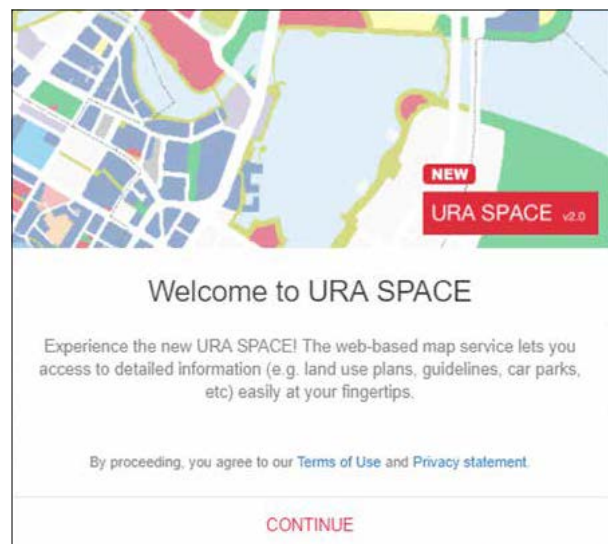 NEW
URA SPACE v2.0
Welcome to URA SPACE
Experience the new URA SPACE! The web-based map service lets you
access to detailed information (e.g. land use plans, guidelines, car parks,
etc) easily at your fingertips.
By proceeding, you agree to our Terms of Use and Privacy statement.
CONTINUE